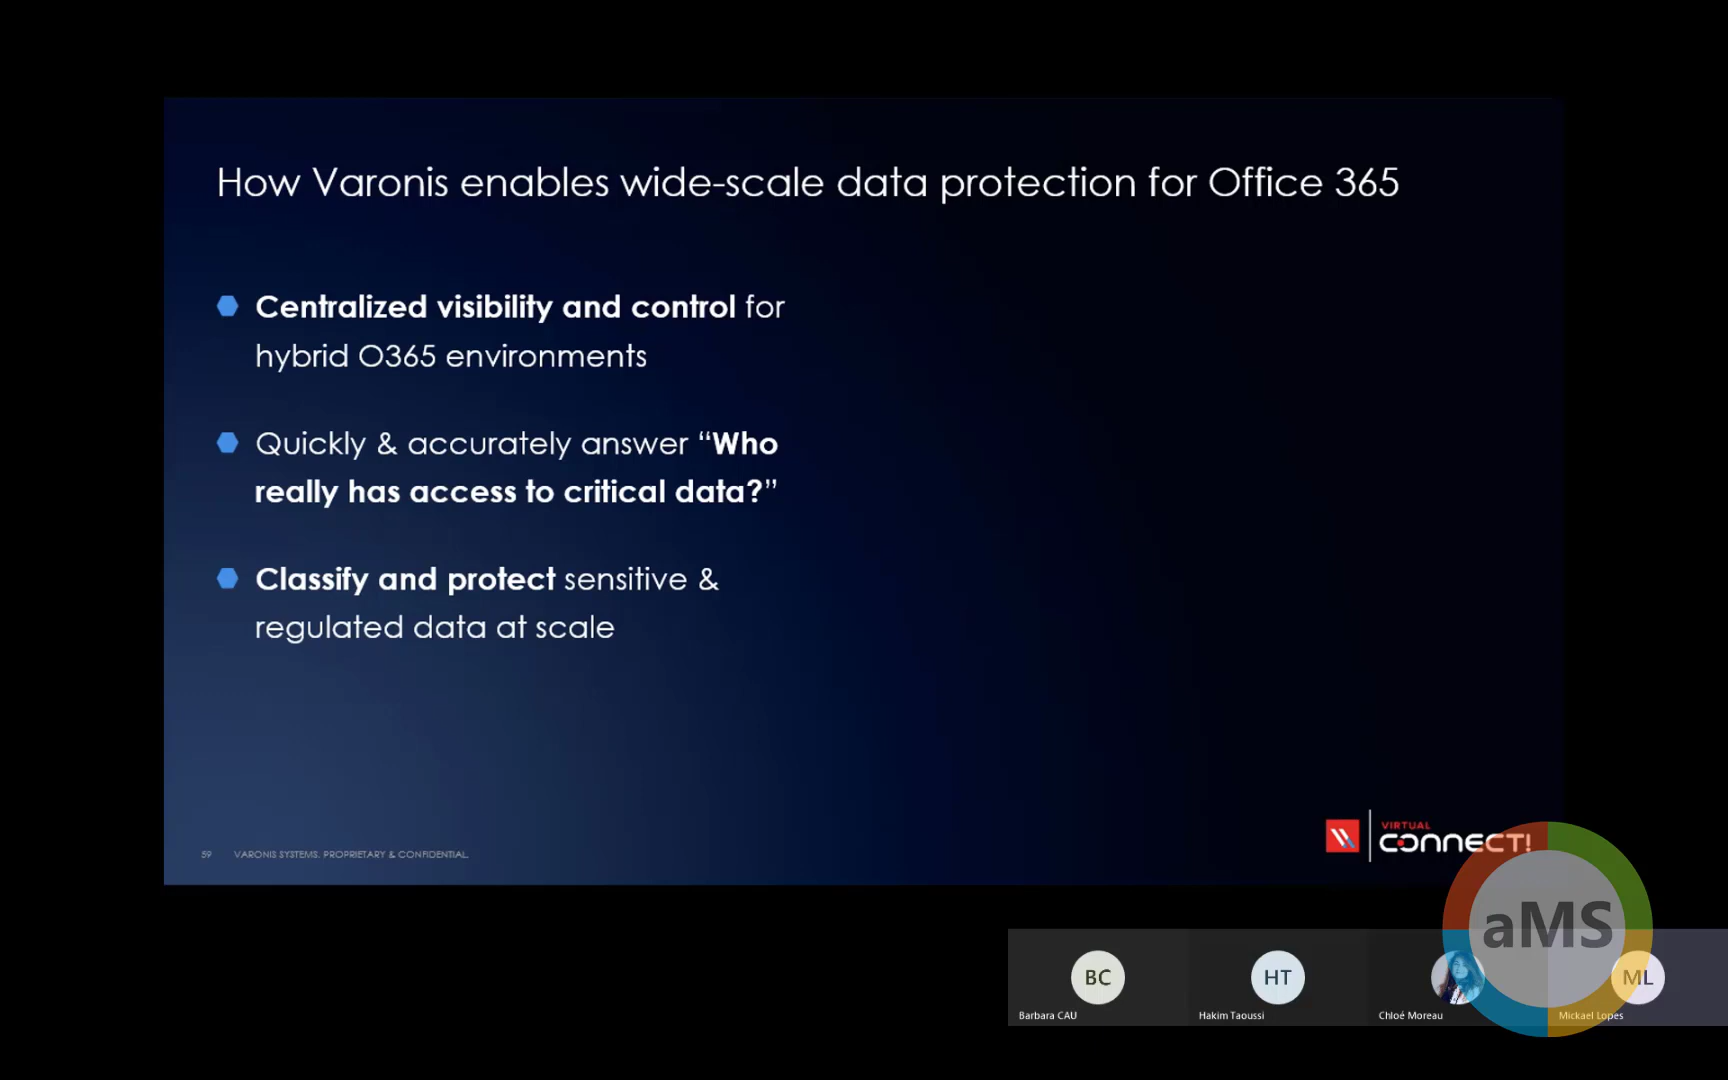 How Varonis enables wide-scale data protection for Office 365
Centralized visibility and control for
hybrid O365 environments
Quickly & accurately answer “Who
really has access to critical data?”
Classify and protect sensitive &
regulated data at scale
59 VARONIS SYSTEMS. PROPRIETARY & CONFIDENTIAL.
VIRTUAL
CONNECT!
aMS
BC HT ML
Barbara CAU Hakim Taoussi Chloé Moreau Mickael Lopes